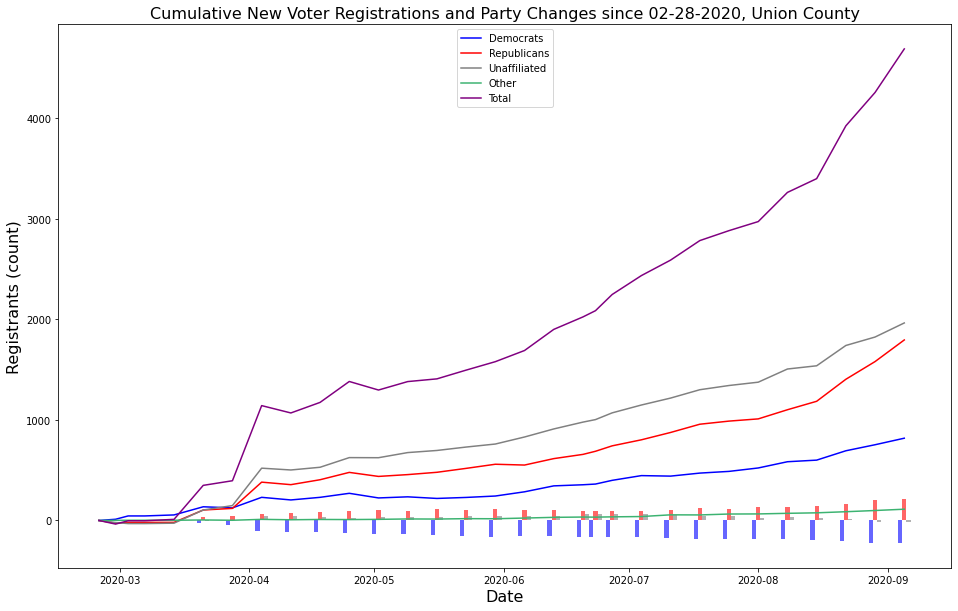 Cumulative New Voter Registrations and Party Changes since 02-28-2020, Union County
Democrats
Republicans
Unaffiliated
Other
Total
Registrants (count)
4000
3000
2000
1000
0
2020-03
2020-04
2020-05
2020-06
2020-07
2020-08
2020-09
Date